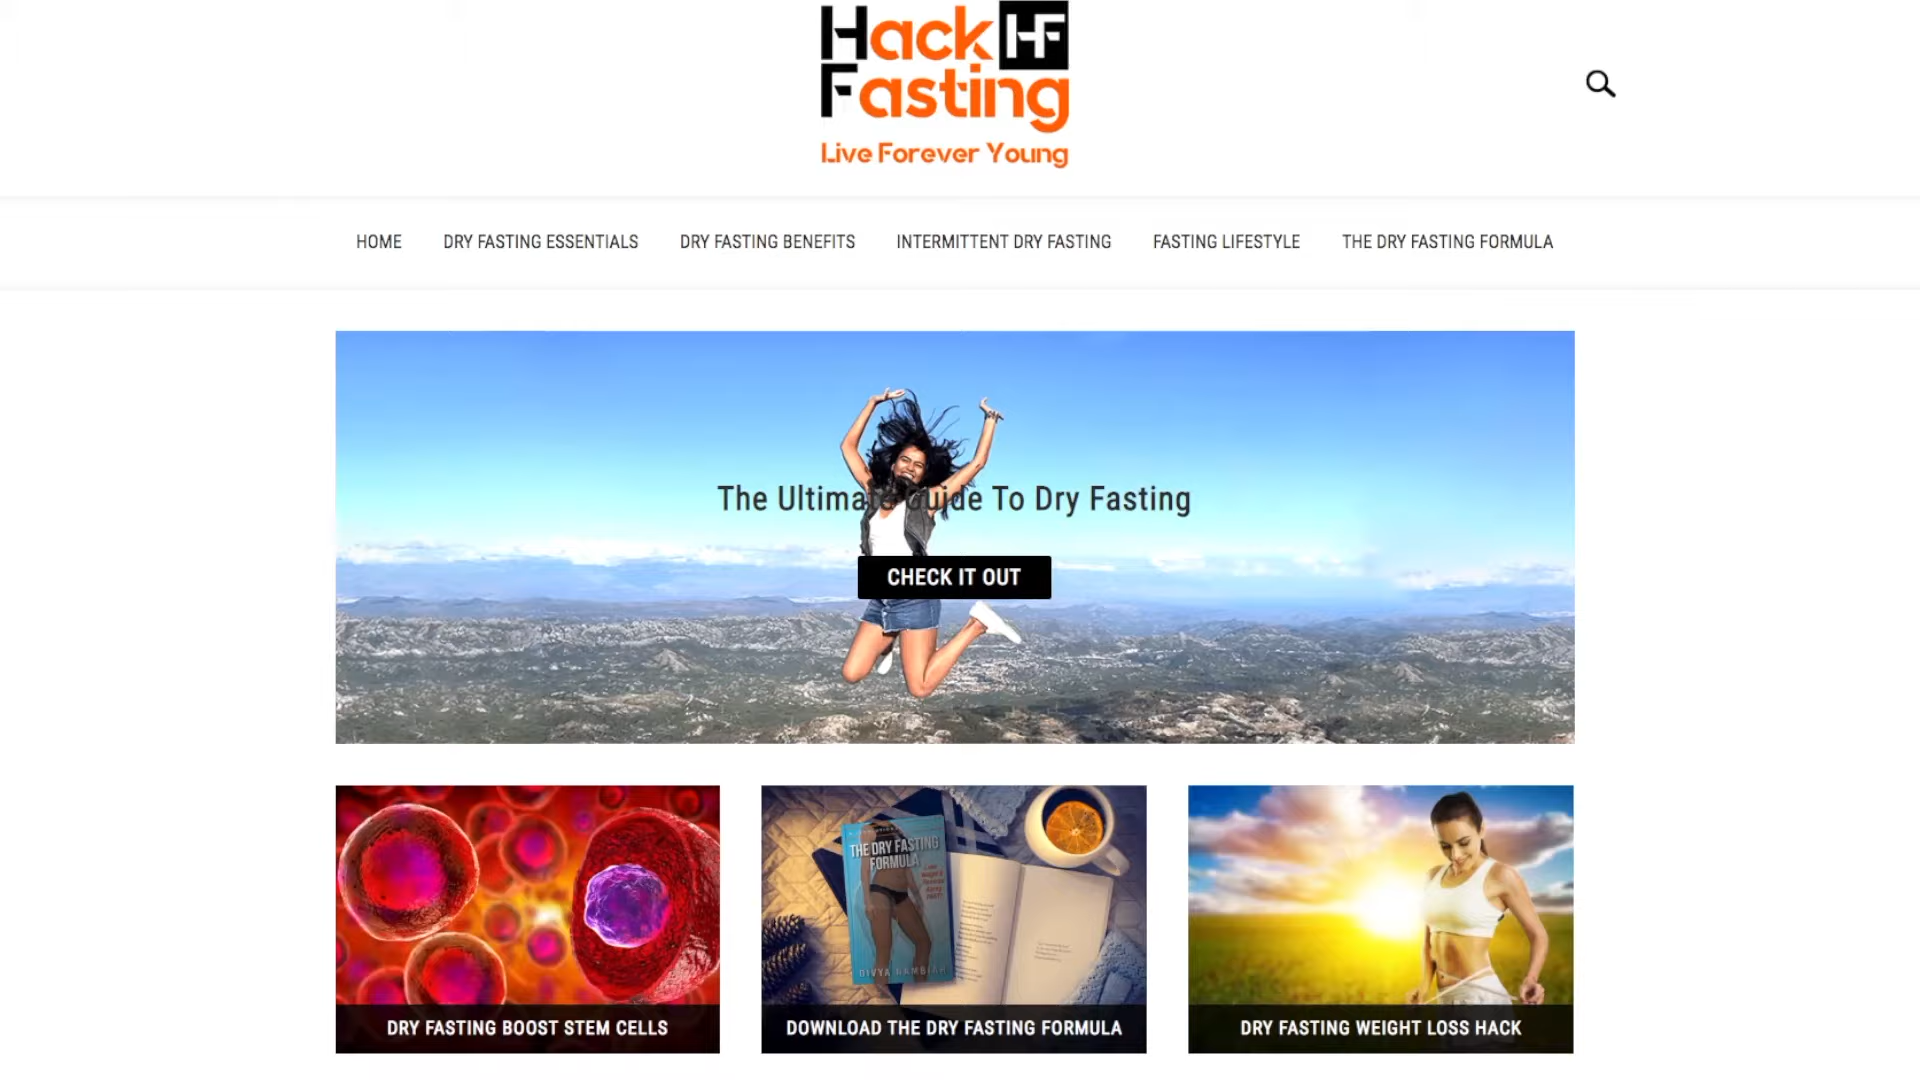 Hack HF
Fasting
Live Forever Young
HOME DRY FASTING ESSENTIALS DRY FASTING BENEFITS INTERMITTENT DRY FASTING FASTING LIFESTYLE THE DRY FASTING FORMULA
The Ultimate Guide To Dry Fasting
CHECK IT OUT
THE DRY FASTING
FORMULA
DIVYA NAMBIAR
DRY FASTING BOOST STEM CELLS
DOWNLOAD THE DRY FASTING FORMULA
DRY FASTING WEIGHT LOSS HACK